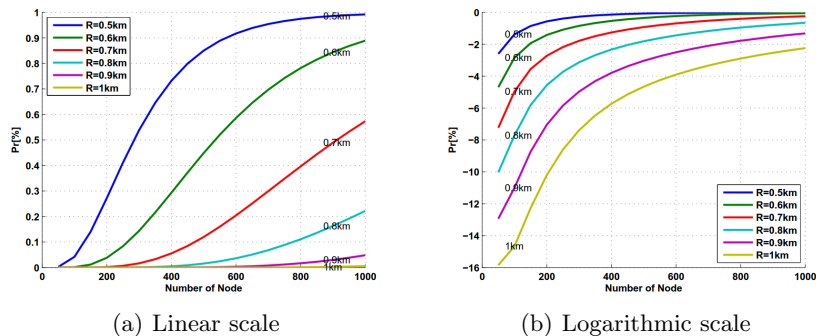 1
0.9
0.8
0.7
0.6
0.5
0.4
0.3
0.2
0.1
0
Pr[%]
R=0.5km
R=0.6km
R=0.7km
R=0.8km
R=0.9km
R=1km
0.5km
0.6km
0.7km
0.8km
0.9km
1km
0 200 400 600 800 1000
Number of Node
(a) Linear scale
0
−2
−4
−6
−8
−10
−12
−14
−16
Pr[%]
0.5km
0.6km
0.7km
0.8km
0.9km
1km
R=0.5km
R=0.6km
R=0.7km
R=0.8km
R=0.9km
R=1km
0 200 400 600 800 1000
Number of Node
(b) Logarithmic scale